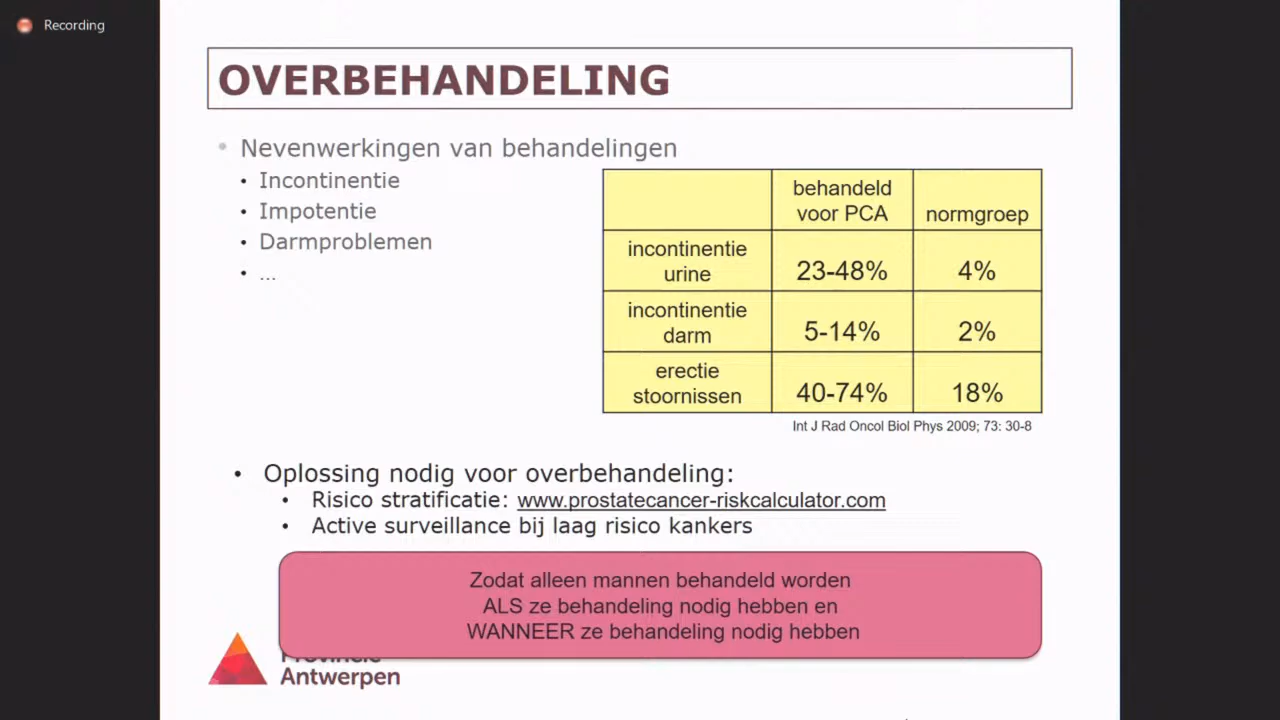 Recording
OVERBEHANDELING
• Nevenwerkingen van behandelingen
• Incontinentie
• Impotentie
• Darmproblemen
• ...
behandeld
voor PCA
normgroep
incontinentie
urine
23-48%
4%
incontinentie
darm
5-14%
2%
erectie
stoornissen
40-74%
18%
Int J Rad Oncol Biol Phys 2009; 73: 30-8
• Oplossing nodig voor overbehandeling:
• Risico stratificatie: www.prostatecancer-riskcalculator.com
• Active surveillance bij laag risico kankers
Zodat alleen mannen behandeld worden
ALS ze behandeling nodig hebben en
WANNEER ze behandeling nodig hebben
Provincie
Antwerpen